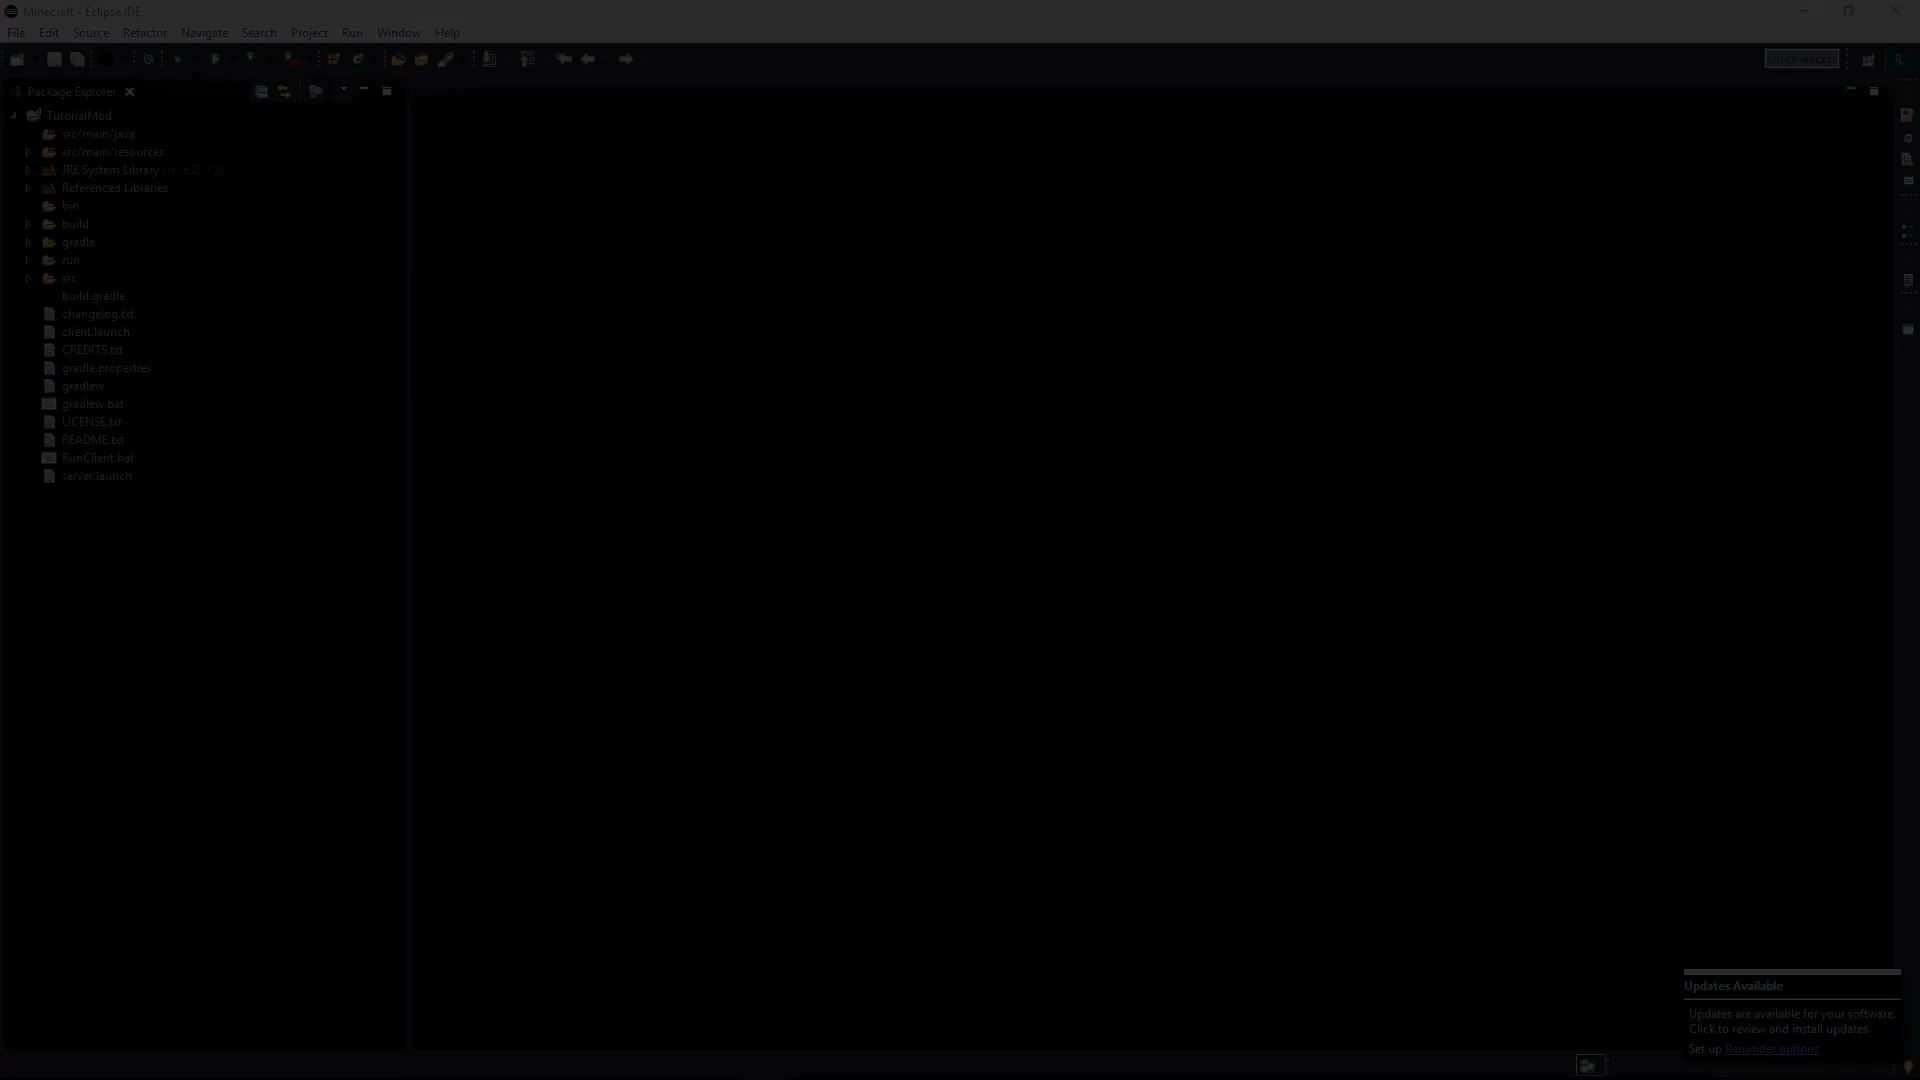 Minecraft - Eclipse IDE
File Edit Source Refactor Navigate Search Project Run Window Help
Quick Access
Package Explorer
TutorialMod
src/main/java
src/main/resources
JRE System Library
Referenced Libraries
bin
build
gradle
run
src
build.gradle
changelog.txt
client.launch
CREDITS.txt
gradle.properties
gradlew
gradlew.bat
LICENSE.txt
README.txt
RunClient.bat
server.launch
Updates Available
Updates are available for your software.
Click to review and install updates.
Set up Reminder options